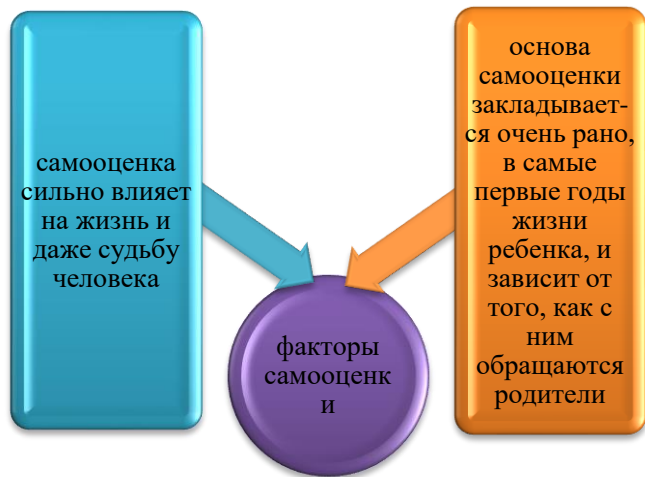 самооценка
сильно влияет
на жизнь и
даже судьбу
человека
основа
самооценки
закладывает-
ся очень рано,
в самые
первые годы
жизни
ребенка, и
зависит от
того, как с
ним
обращаются
родители
факторы
самооценк
и